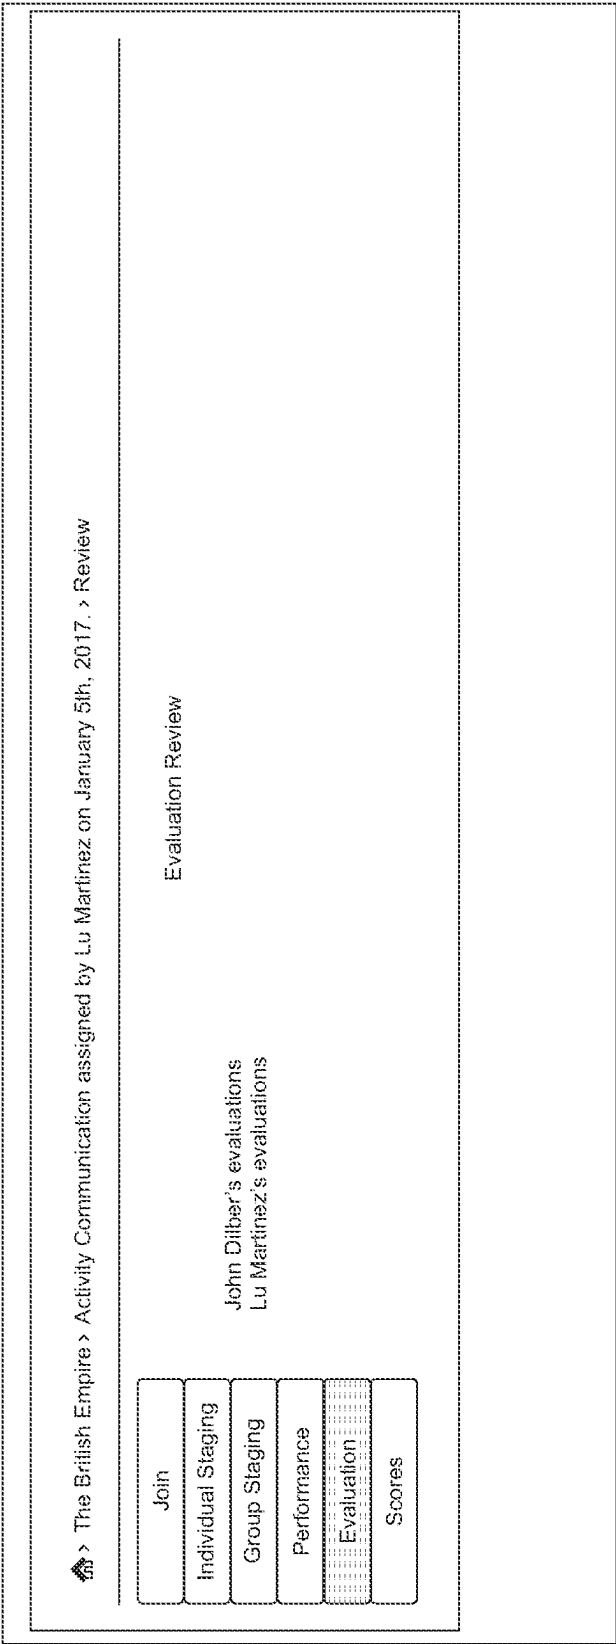 > The British Empire > Activity Communication assigned by Lu Martinez on January 5th, 2017. > Review
Evaluation Review
Join
Individual Staging
Group Staging
Performance
Evaluation
Scores
John Dilber's evaluations
Lu Martinez's evaluations